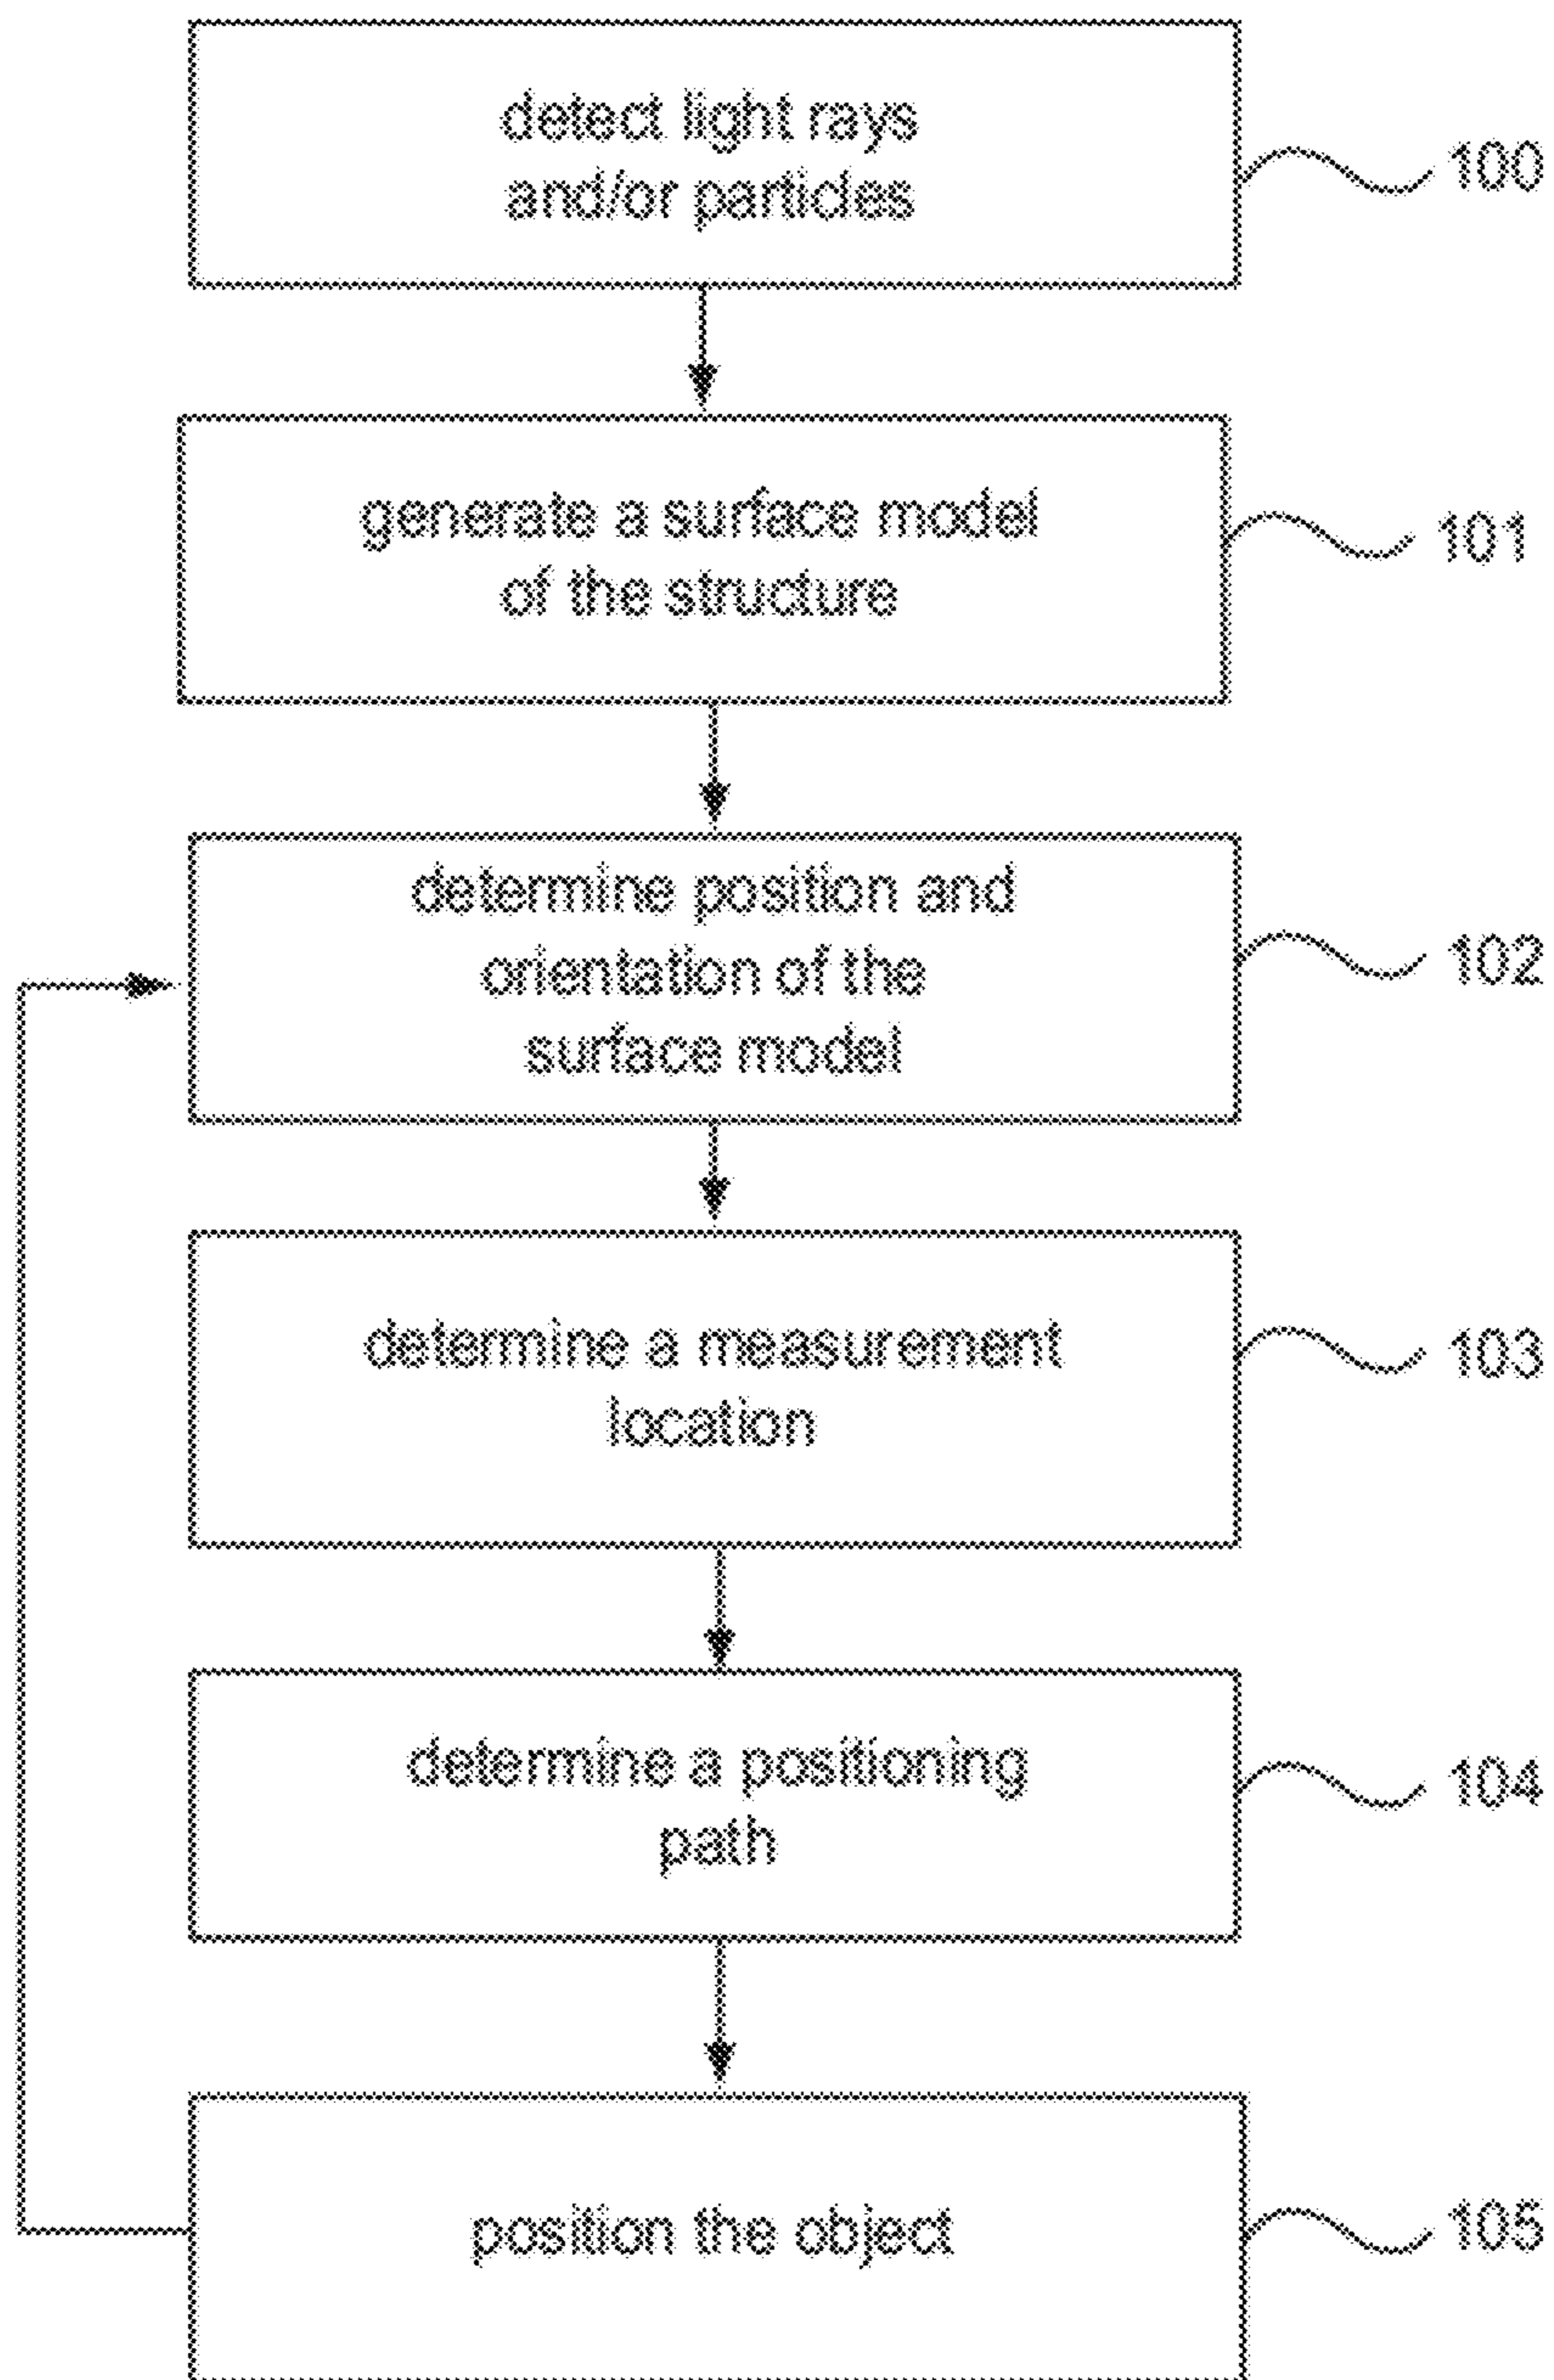 detect light rays
and/or particles
100
generate a surface model
of the structure
101
determine position and
orientation of the
surface model
102
determine a measurement
location
103
determine a positioning
path
104
position the object
105